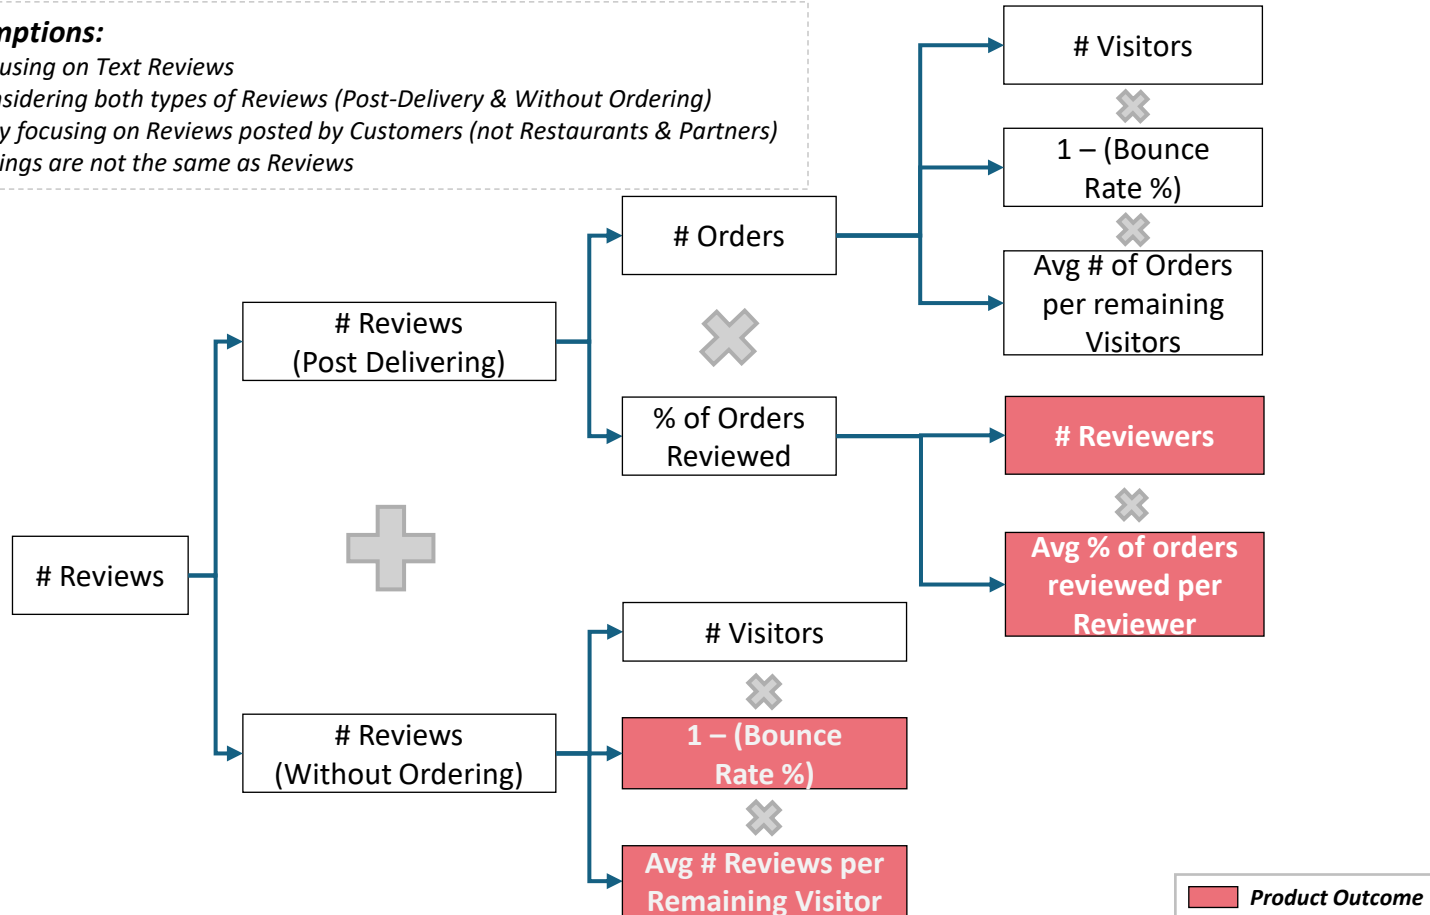 mptions:
using on Text Reviews
nsidering both types of Reviews (Post-Delivery & Without Ordering)
y focusing on Reviews posted by Customers (not Restaurants & Partners)
ings are not the same as Reviews
# Visitors
1 – (Bounce
Rate %)
Avg # of Orders
per remaining
Visitors
# Orders
# Reviews
(Post Delivering)
% of Orders
Reviewed
# Reviewers
Avg % of orders
reviewed per
Reviewer
# Reviews
# Visitors
# Reviews
(Without Ordering)
1 – (Bounce
Rate %)
Avg # Reviews per
Remaining Visitor
Product Outcome